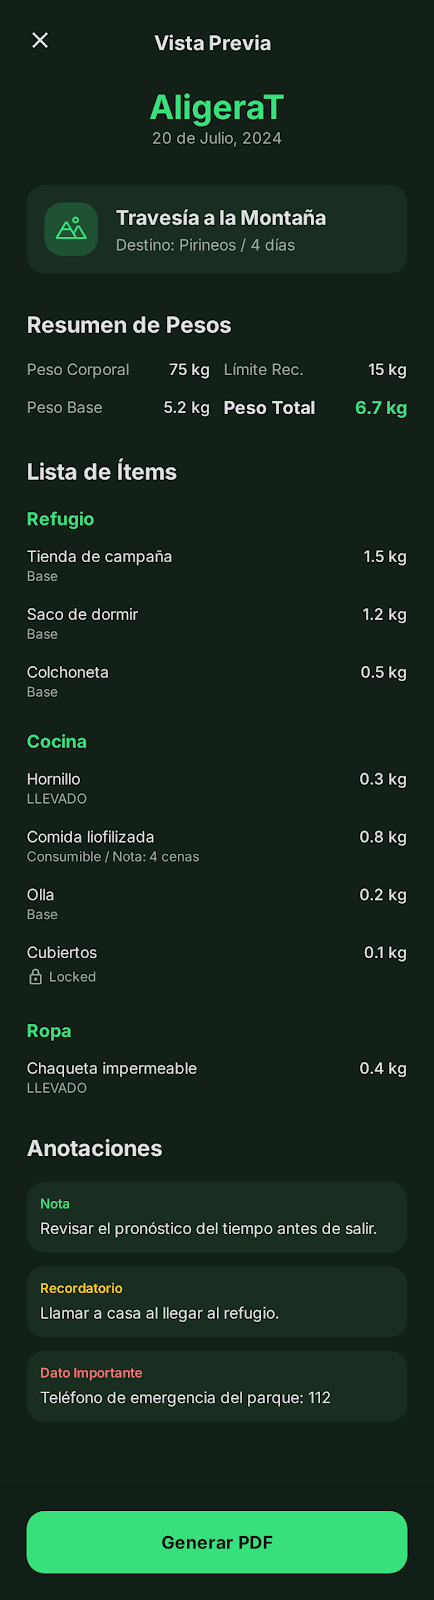 Vista Previa
AligeraT
20 de Julio, 2024
Travesía a la Montaña
Destino: Pirineos / 4 días
Resumen de Pesos
Peso Corporal 75 kg Límite Rec. 15 kg
Peso Base 5.2 kg Peso Total 6.7 kg
Lista de Ítems
Refugio
Tienda de campaña 1.5 kg
Base
Saco de dormir 1.2 kg
Base
Colchoneta 0.5 kg
Base
Cocina
Hornillo 0.3 kg
LLEVADO
Comida liofilizada 0.8 kg
Consumible / Nota: 4 cenas
Olla 0.2 kg
Base
Cubiertos 0.1 kg
Locked
Ropa
Chaqueta impermeable 0.4 kg
LLEVADO
Anotaciones
Nota
Revisar el pronóstico del tiempo antes de salir.
Recordatorio
Llamar a casa al llegar al refugio.
Dato Importante
Teléfono de emergencia del parque: 112
Generar PDF